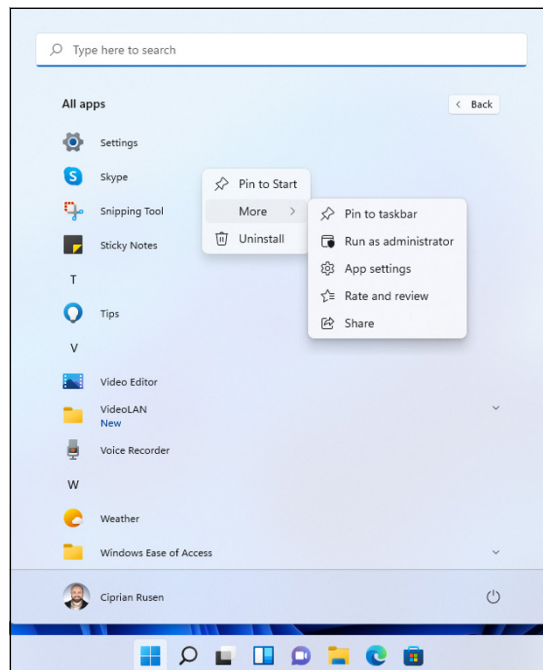 Type here to search
All apps
< Back
Settings
Skype
Pin to Start
Snipping Tool
More >
Pin to taskbar
Sticky Notes
Uninstall
Run as administrator
App settings
T
Rate and review
Tips
Share
V
Video Editor
VideoLAN
New
Voice Recorder
W
Weather
Windows Ease of Access
Ciprian Rusen